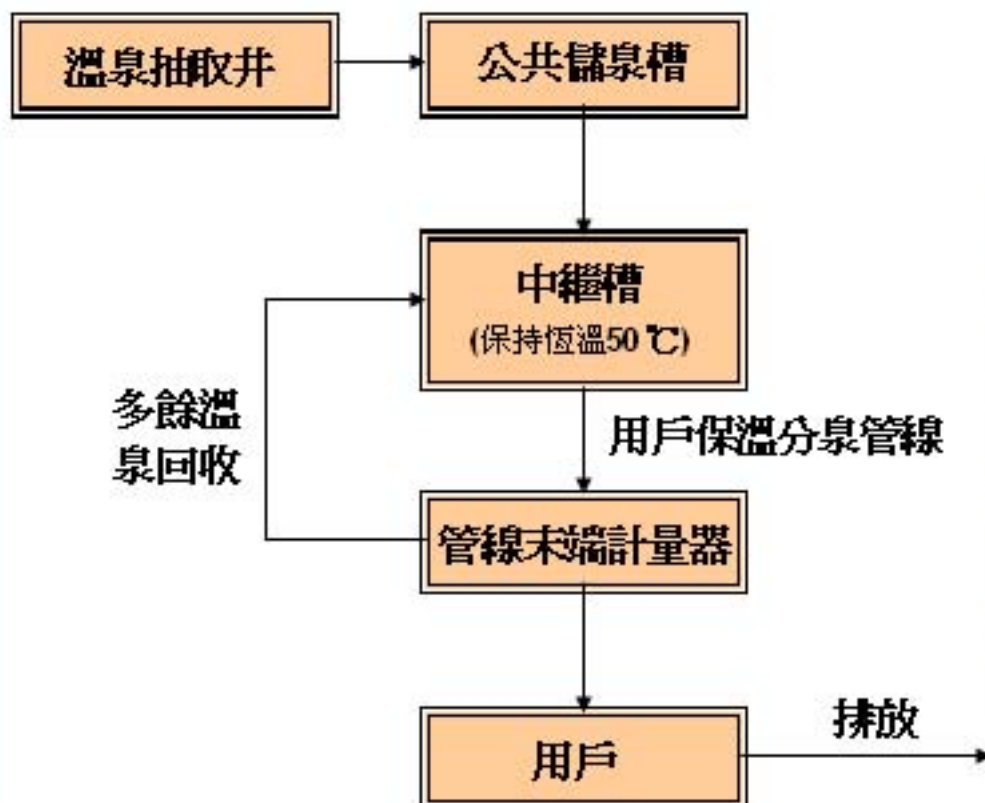 溫泉抽取井
公共儲泉槽
中繼槽
(保持恆溫50 ℃)
多餘溫
泉回收
用戶保溫分泉管線
管線末端計量器
用戶
排放